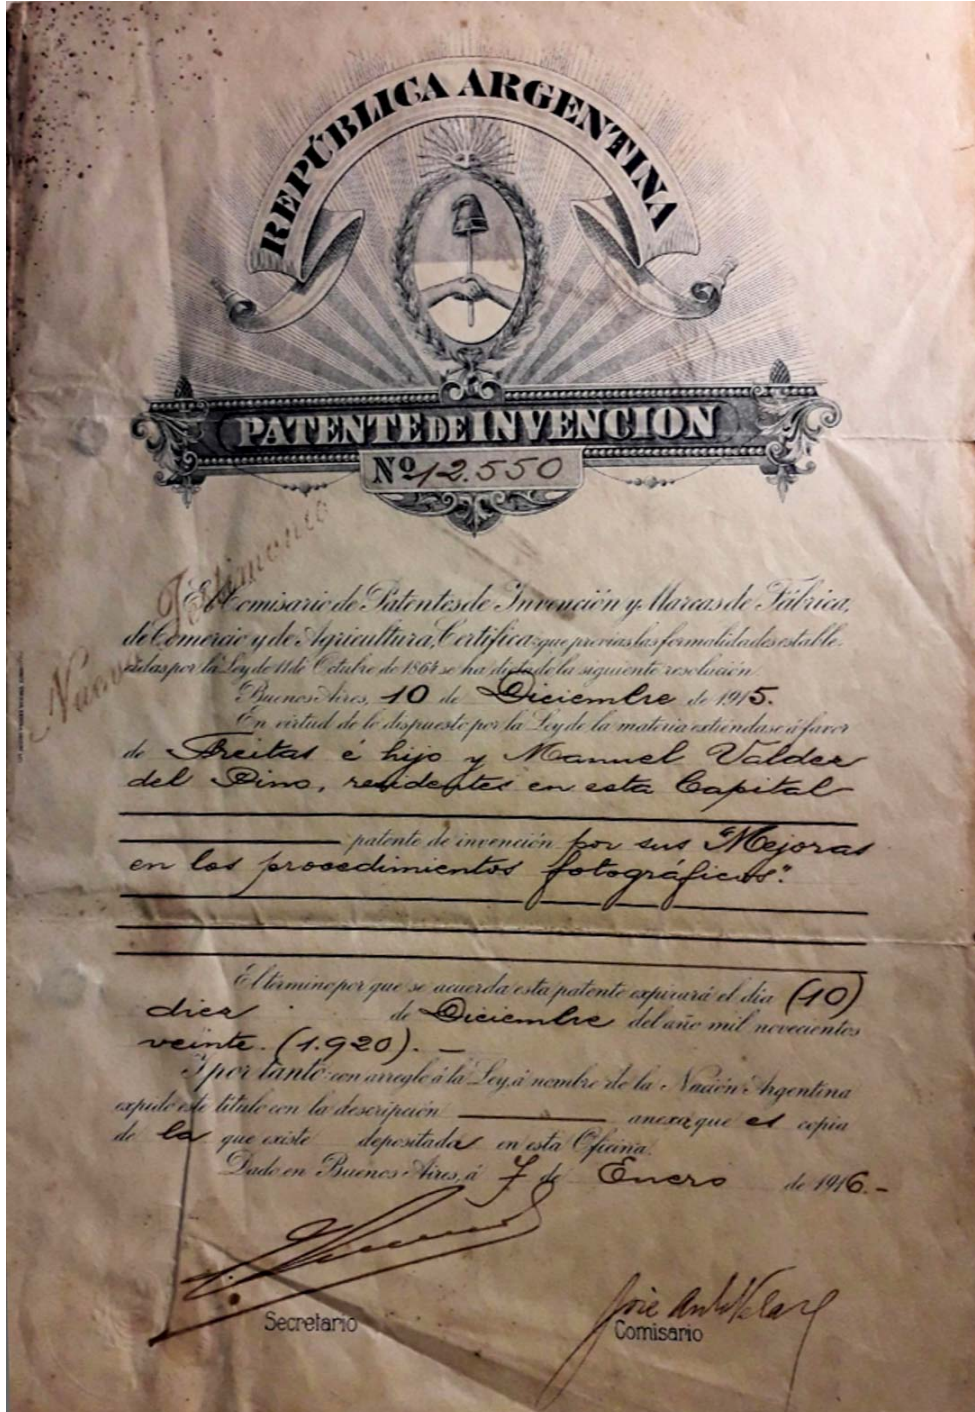 REPÚBLICA ARGENTINA
PATENTE DE INVENCION
Nº 12.550
Nuevo Testimonio
El Comisario de Patentes de Invención y Marcas de Fábrica,
de Comercio y de Agricultura, Certifica: que previas las formalidades estable-
cidas por la Ley de 11 de Octubre de 1864 se ha dictado la siguiente resolución
Buenos Aires, 10 de Diciembre de 1915.
En virtud de lo dispuesto por la Ley de la materia extiéndase á favor
de Freitas é hijo y Manuel Valdez
del Pino, residentes en esta Capital
patente de invención por sus "Mejoras
en los procedimientos fotográficos".
El término por que se acuerda esta patente expirará el día (10)
diez de Diciembre del año mil novecientos
veinte. (1.920). —
Y por tanto: con arreglo á la Ley, á nombre de la Nación Argentina
expido este título con la descripción anexa que es copia
de la que existe depositada en esta Oficina.
Dado en Buenos Aires, á 7 de Enero de 1916.-
Secretario
Comisario